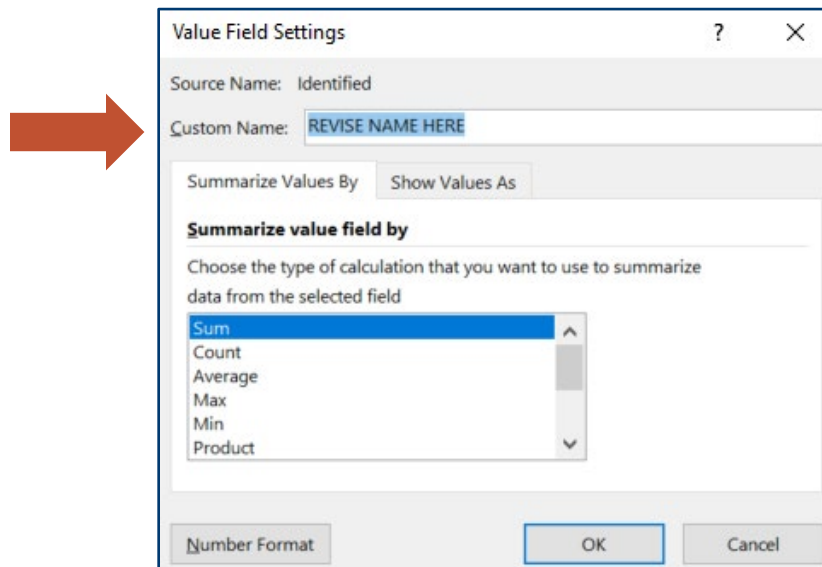 Value Field Settings ? X
Source Name: Identified
Custom Name: REVISE NAME HERE
Summarize Values By Show Values As
Summarize value field by
Choose the type of calculation that you want to use to summarize
data from the selected field
Sum
Count
Average
Max
Min
Product
Number Format OK Cancel